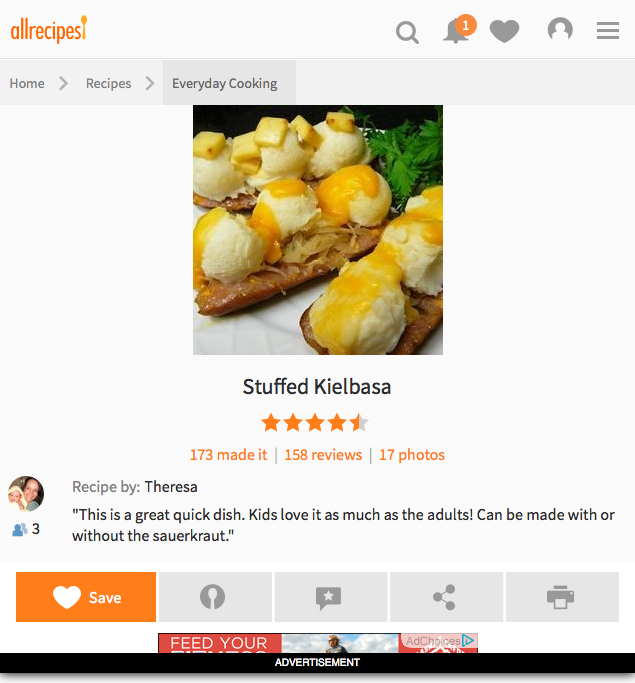 allrecipes
1
Home Recipes Everyday Cooking
Stuffed Kielbasa
173 made it | 158 reviews | 17 photos
Recipe by: Theresa
"This is a great quick dish. Kids love it as much as the adults! Can be made with or
without the sauerkraut."
3
Save
FEED YOUR
AdChoices
ADVERTISEMENT